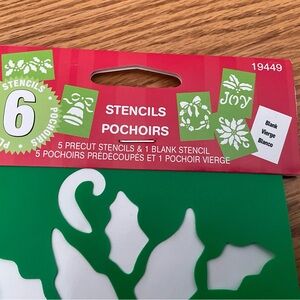 19449
STENCILS
6
POCHOIRS
JOY
STENCILS
POCHOIRS
Blank
Vierge
Blanco
5 PRECUT STENCILS & 1 BLANK STENCIL
5 POCHOIRS PRÉDÉCOUPÉS ET 1 POCHOIR VIERGE